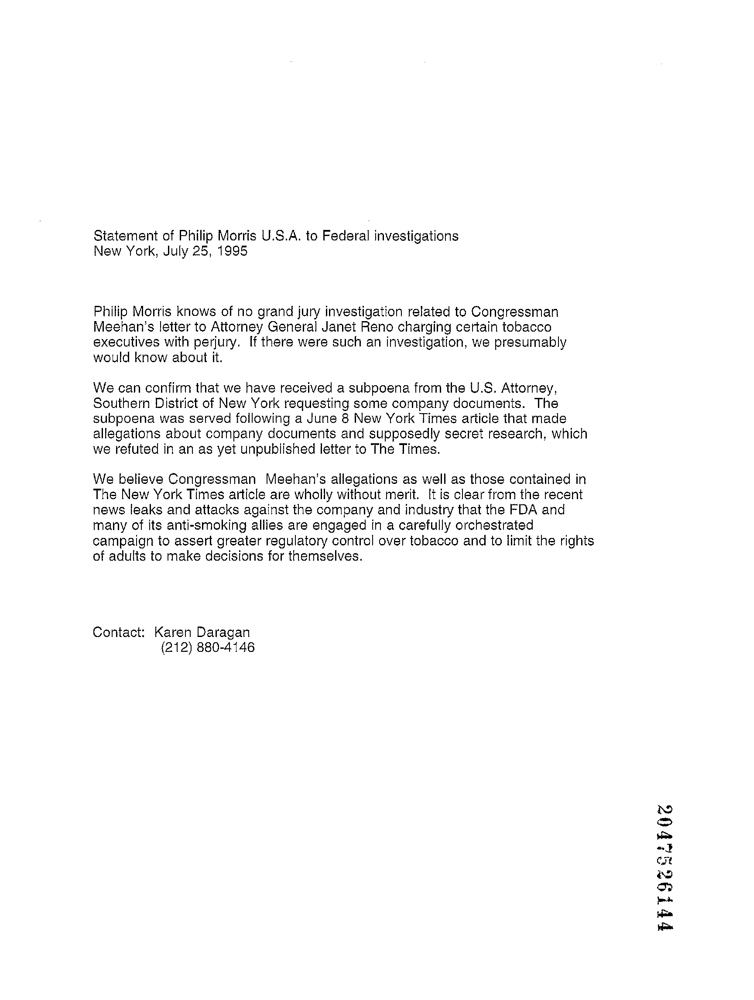 Statement of Philip Morris U.S.A. to Federal investigations
New York, July 25, 1995
Philip Morris knows of no grand jury investigation related to Congressman
Meehan's letter to Attorney General Janet Reno charging certain tobacco
executives with perjury. If there were such an investigation, we presumably
would know about it.
We can confirm that we have received a subpoena from the U.S. Attorney,
Southern District of New York requesting some company documents. The
subpoena was served following a June 8 New York Times article that made
allegations about company documents and supposedly secret research, which
we refuted in an as yet unpublished letter to The Times.
We believe Congressman Meehan's allegations as well as those contained in
The New York Times article are wholly without merit. It is clear from the recent
news leaks and attacks against the company and industry that the FDA and
many of its anti-smoking allies are engaged in a carefully orchestrated
campaign to assert greater regulatory control over tobacco and to limit the rights
of adults to make decisions for themselves.
Contact: Karen Daragan
(212) 880-4146
2047526144